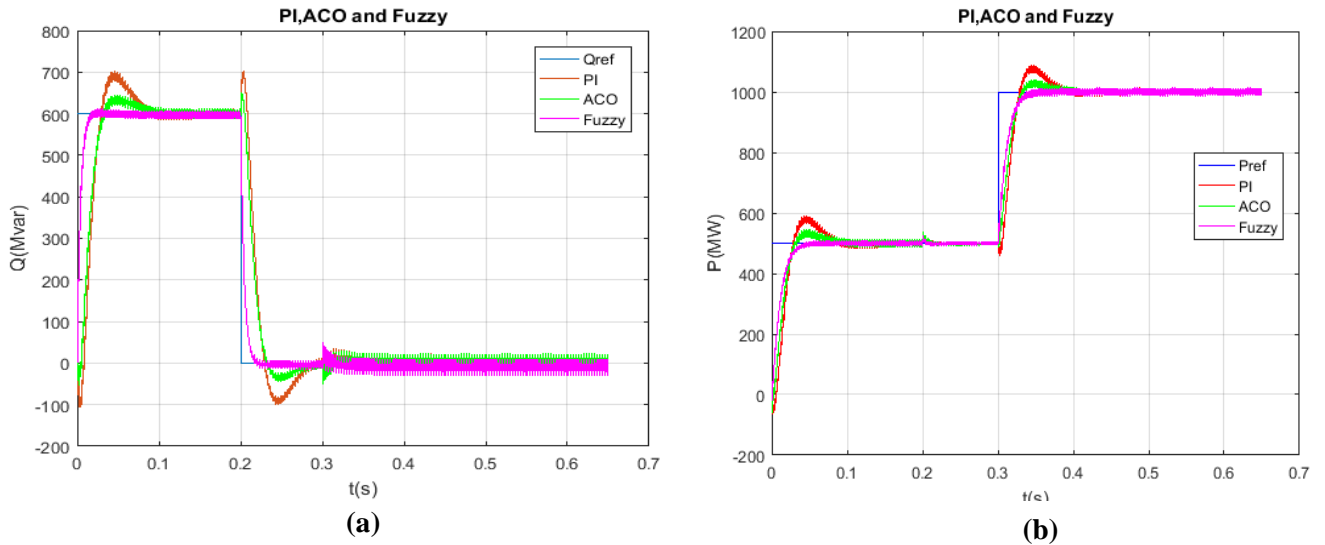 PI,ACO and Fuzzy
800
700
600
500
400
300
200
100
0
-100
-200
Q(Mvar)
0 0.1 0.2 0.3 0.4 0.5 0.6 0.7
t(s)
Qref
PI
ACO
Fuzzy
(a)
PI,ACO and Fuzzy
1200
1000
800
600
400
200
0
-200
P(MW)
0 0.1 0.2 0.3 0.4 0.5 0.6 0.7
t(s)
Pref
PI
ACO
Fuzzy
(b)